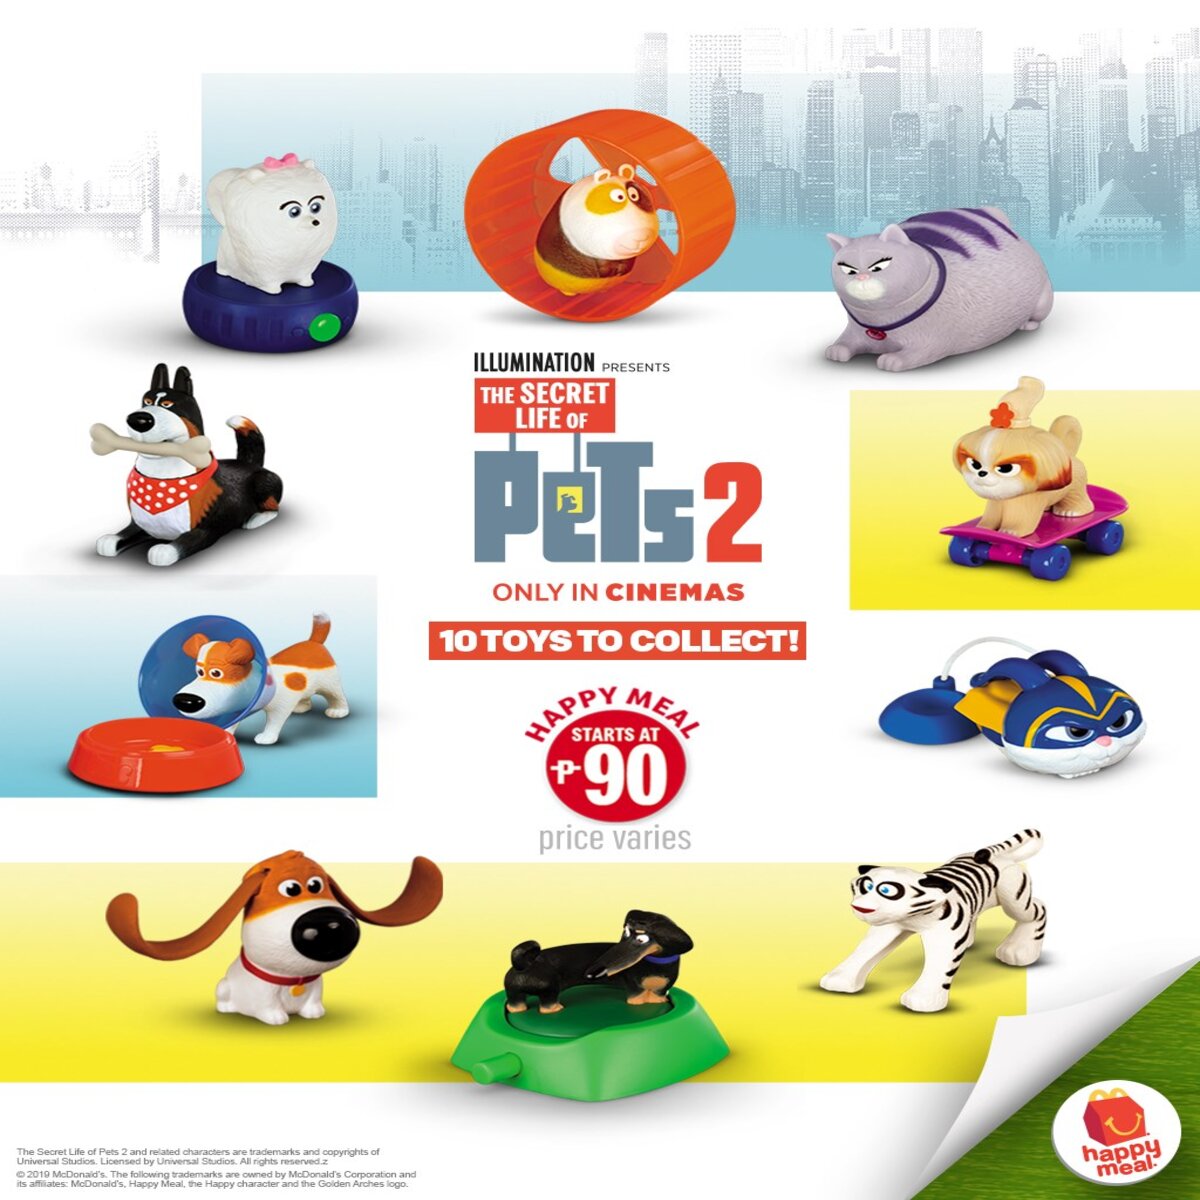 ILLUMINATION PRESENTS
THE SECRET
LIFE OF
PeTs 2
ONLY IN CINEMAS
10 TOYS TO COLLECT!
HAPPY MEAL
STARTS AT
₱90
price varies
happy
meal.
The Secret Life of Pets 2 and related characters are trademarks and copyrights of
Universal Studios. Licensed by Universal Studios. All rights reserved.z
© 2019 McDonald's. The following trademarks are owned by McDonald's Corporation and
its affiliates: McDonald's, Happy Meal, the Happy character and the Golden Arches logo.